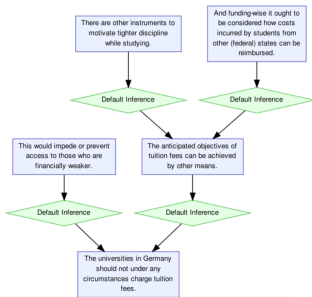 There are other instruments to
motivate tighter discipline
while studying.
And funding-wise it ought to
be considered how costs
incurred by students from
other (federal) states can be
reimbursed.
Default Inference
Default Inference
This would impede or prevent
access to those who are
financially weaker.
The anticipated objectives of
tuition fees can be achieved
by other means.
Default Inference
Default Inference
The universities in Germany
should not under any
circumstances charge tuition
fees.